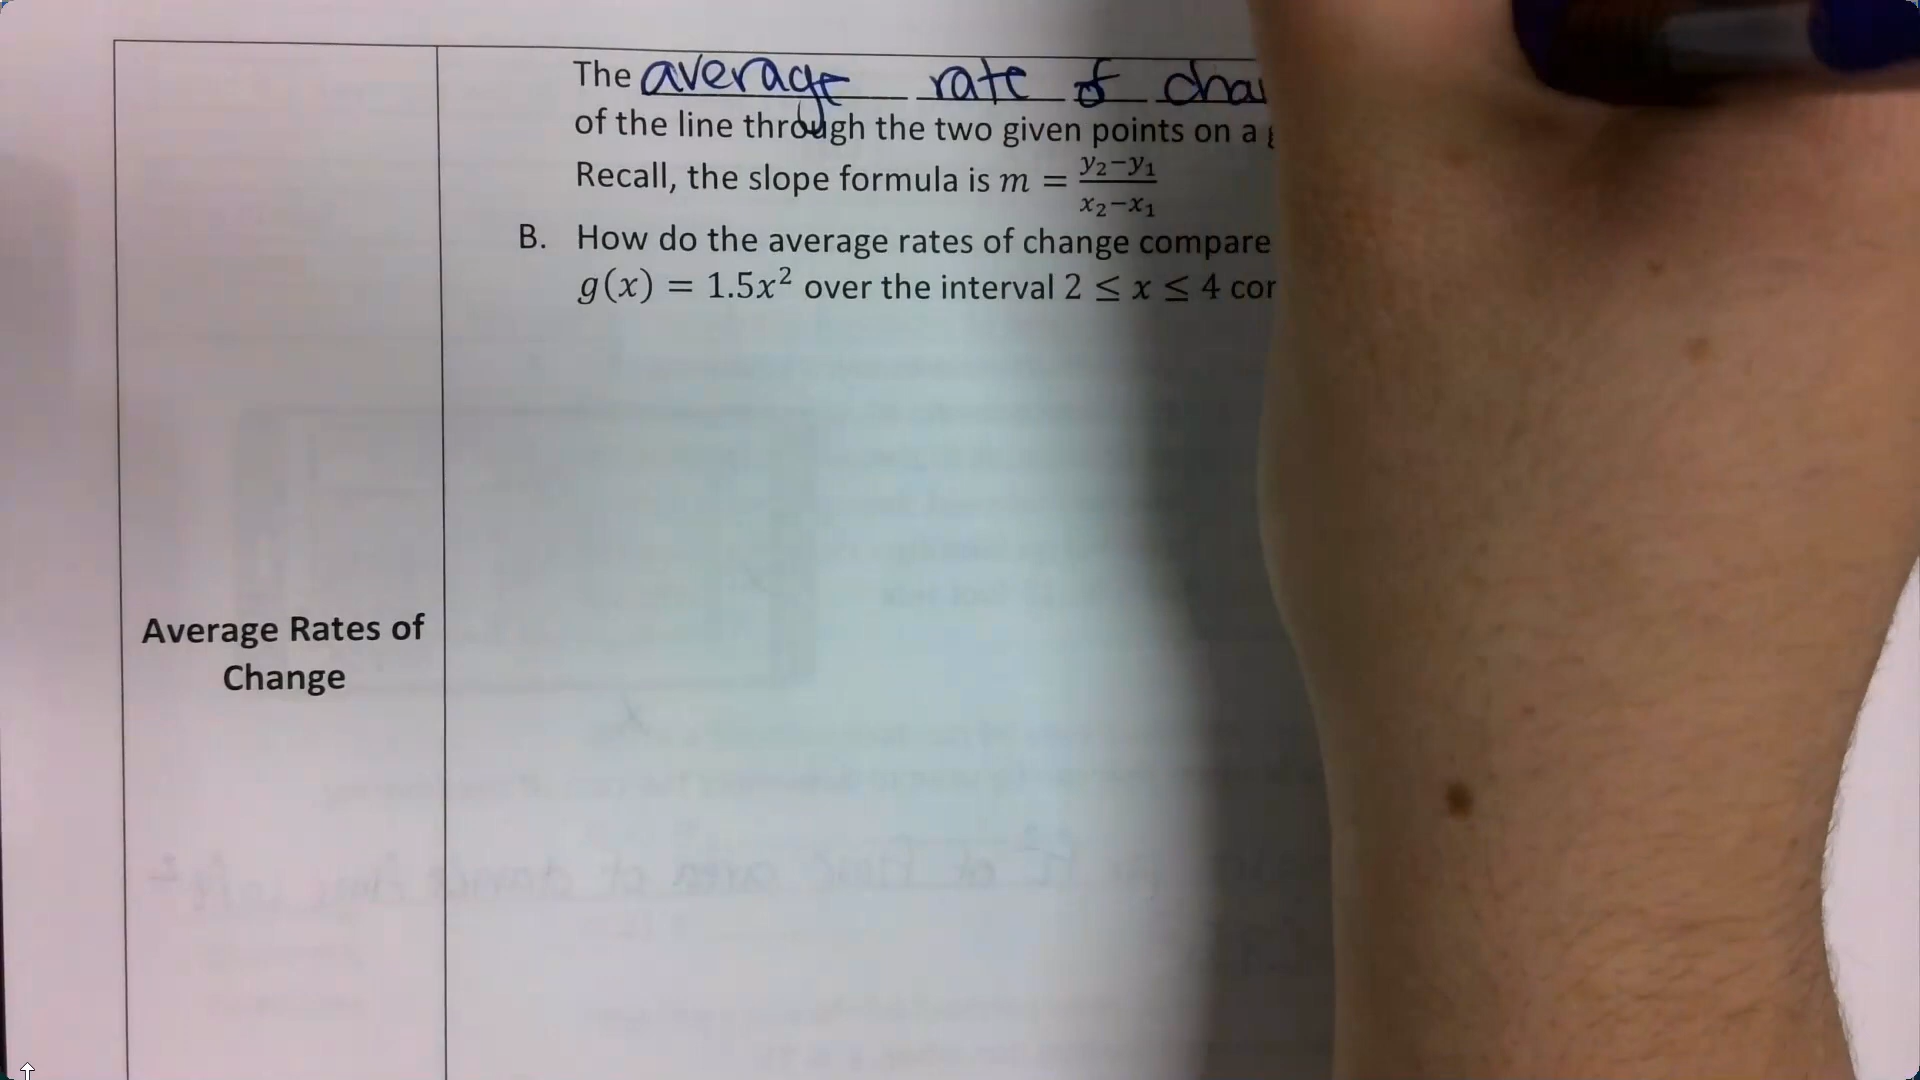 The average rate of
of the line through the two given points on a
Recall, the slope formula is m = y₂−y₁/x₂−x₁
B. How do the average rates of change compare
g(x) = 1.5x² over the interval 2 ≤ x ≤ 4
Average Rates of
Change